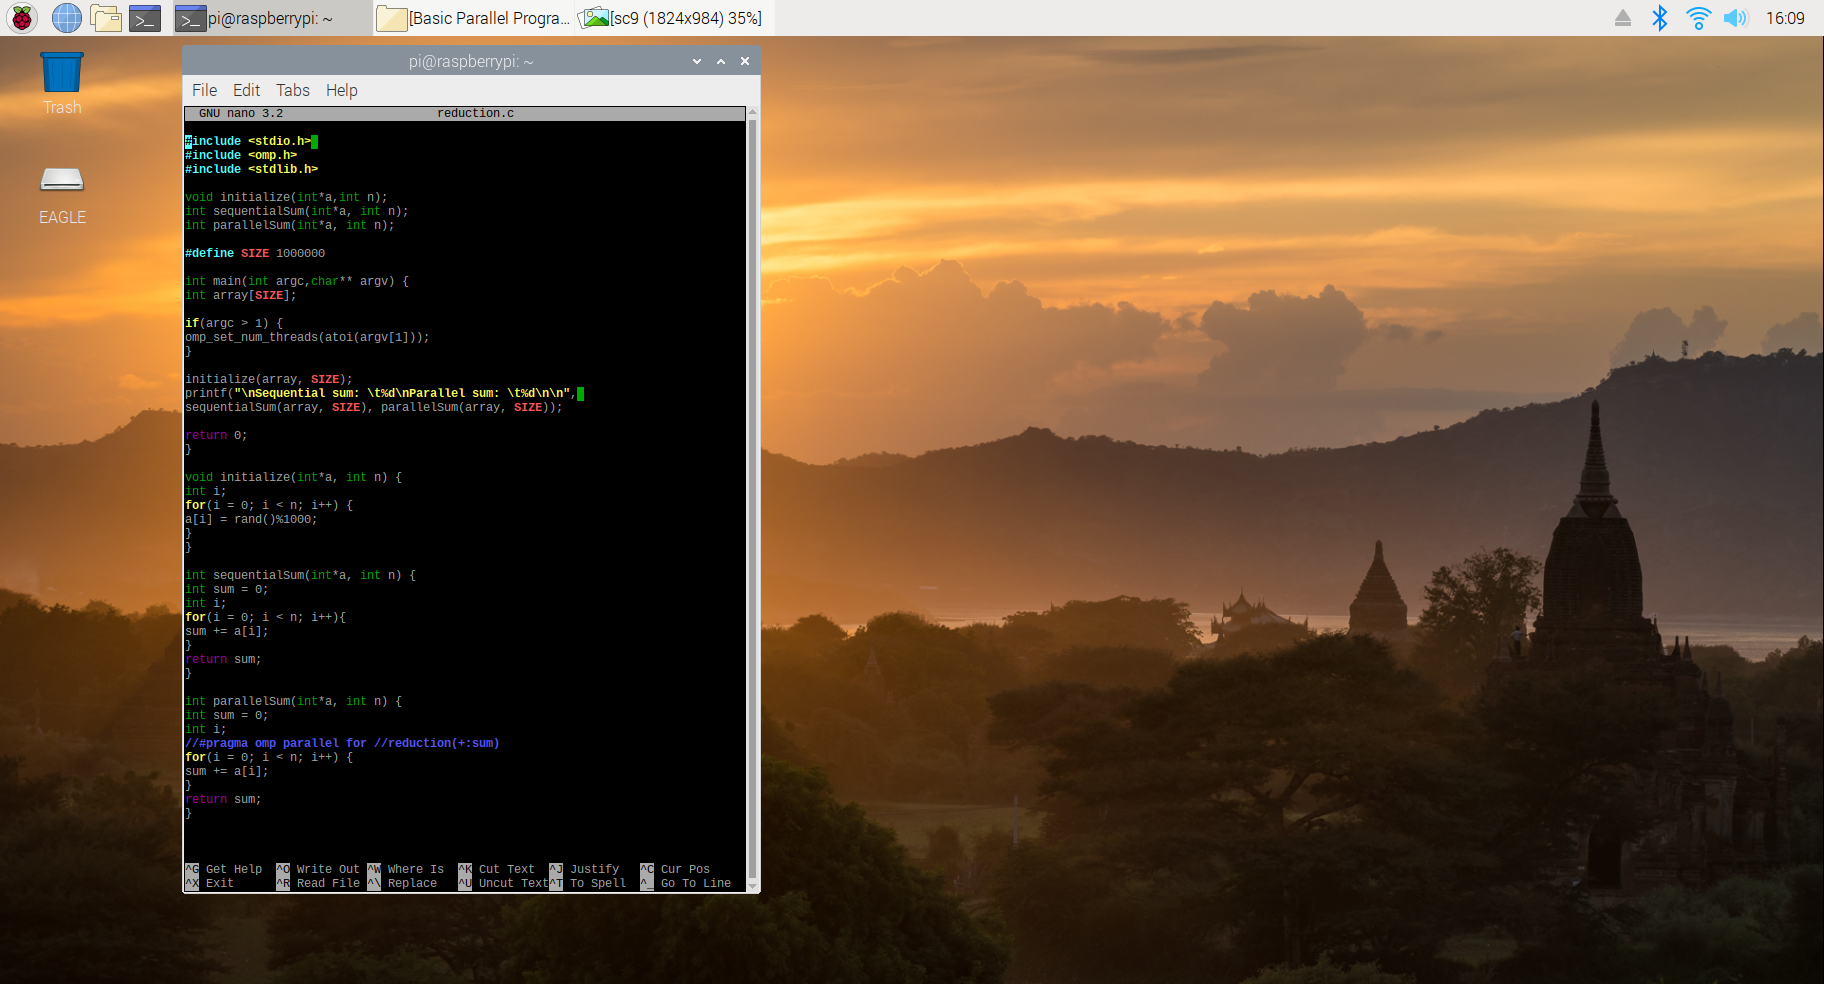 pi@raspberrypi: ~
[Basic Parallel Progra...
[sc9 (1824x984) 35%]
16:09
Trash
EAGLE
pi@raspberrypi: ~
File Edit Tabs Help
GNU nano 3.2 reduction.c
#include <stdio.h>
#include <omp.h>
#include <stdlib.h>
void initialize(int*a,int n);
int sequentialSum(int*a, int n);
int parallelSum(int*a, int n);
#define SIZE 1000000
int main(int argc,char** argv) {
int array[SIZE];
if(argc > 1) {
omp_set_num_threads(atoi(argv[1]));
}
initialize(array, SIZE);
printf("\nSequential sum: \t%d\nParallel sum: \t%d\n\n",
sequentialSum(array, SIZE), parallelSum(array, SIZE));
return 0;
}
void initialize(int*a, int n) {
int i;
for(i = 0; i < n; i++) {
a[i] = rand()%1000;
}
}
int sequentialSum(int*a, int n) {
int sum = 0;
int i;
for(i = 0; i < n; i++){
sum += a[i];
}
return sum;
}
int parallelSum(int*a, int n) {
int sum = 0;
int i;
//#pragma omp parallel for //reduction(+:sum)
for(i = 0; i < n; i++) {
sum += a[i];
}
return sum;
}
^G Get Help ^O Write Out ^W Where Is ^K Cut Text ^J Justify ^C Cur Pos
^X Exit ^R Read File ^\ Replace ^U Uncut Text ^T To Spell ^_ Go To Line